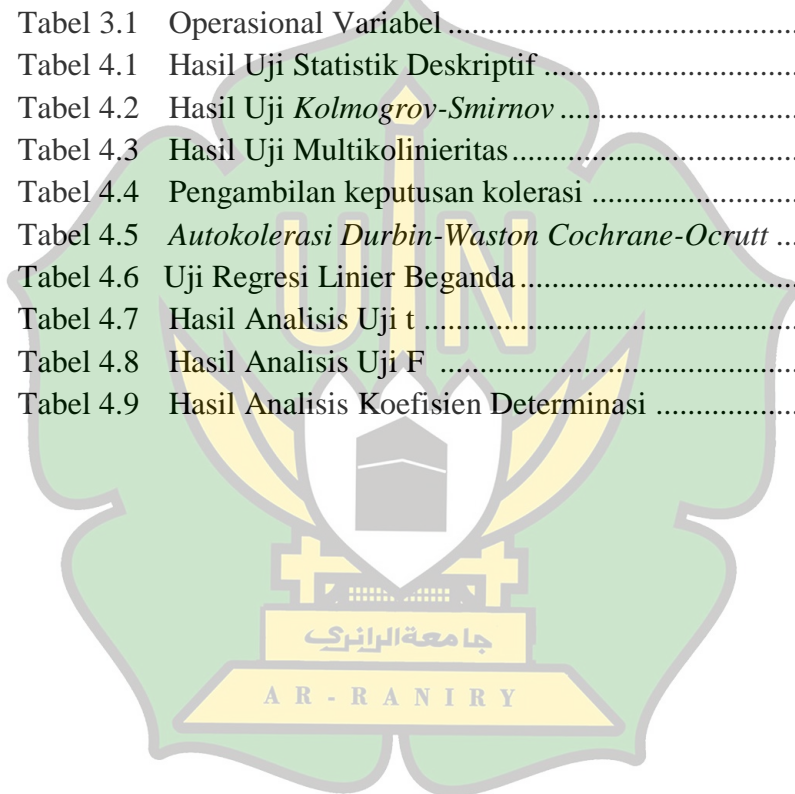 Tabel 3.1 Operasional Variabel ........................................
Tabel 4.1 Hasil Uji Statistik Deskriptif .............................
Tabel 4.2 Hasil Uji Kolmogrov-Smirnov ...........................
Tabel 4.3 Hasil Uji Multikolinieritas.................................
Tabel 4.4 Pengambilan keputusan kolerasi .......................
Tabel 4.5 Autokolerasi Durbin-Waston Cochrane-Ocrutt ...
Tabel 4.6 Uji Regresi Linier Beganda................................
Tabel 4.7 Hasil Analisis Uji t ...........................................
Tabel 4.8 Hasil Analisis Uji F .........................................
Tabel 4.9 Hasil Analisis Koefisien Determinasi ................
UIN
جامعةالرانري
AR-RANIRY